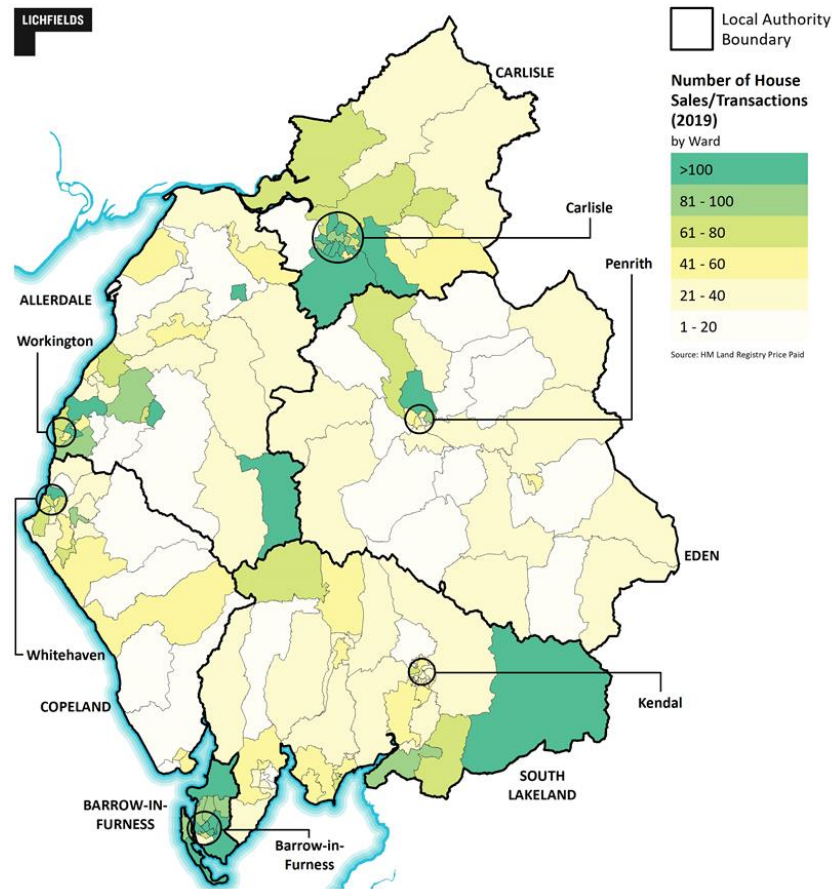 LICHFIELDS
Local Authority
Boundary
Number of House
Sales/Transactions
(2019)
by Ward
>100
81 - 100
61 - 80
41 - 60
21 - 40
1 - 20
Source: HM Land Registry Price Paid
CARLISLE
Carlisle
Penrith
ALLERDALE
Workington
EDEN
Whitehaven
Kendal
COPELAND
SOUTH
LAKELAND
BARROW-IN-
FURNESS
Barrow-in-
Furness